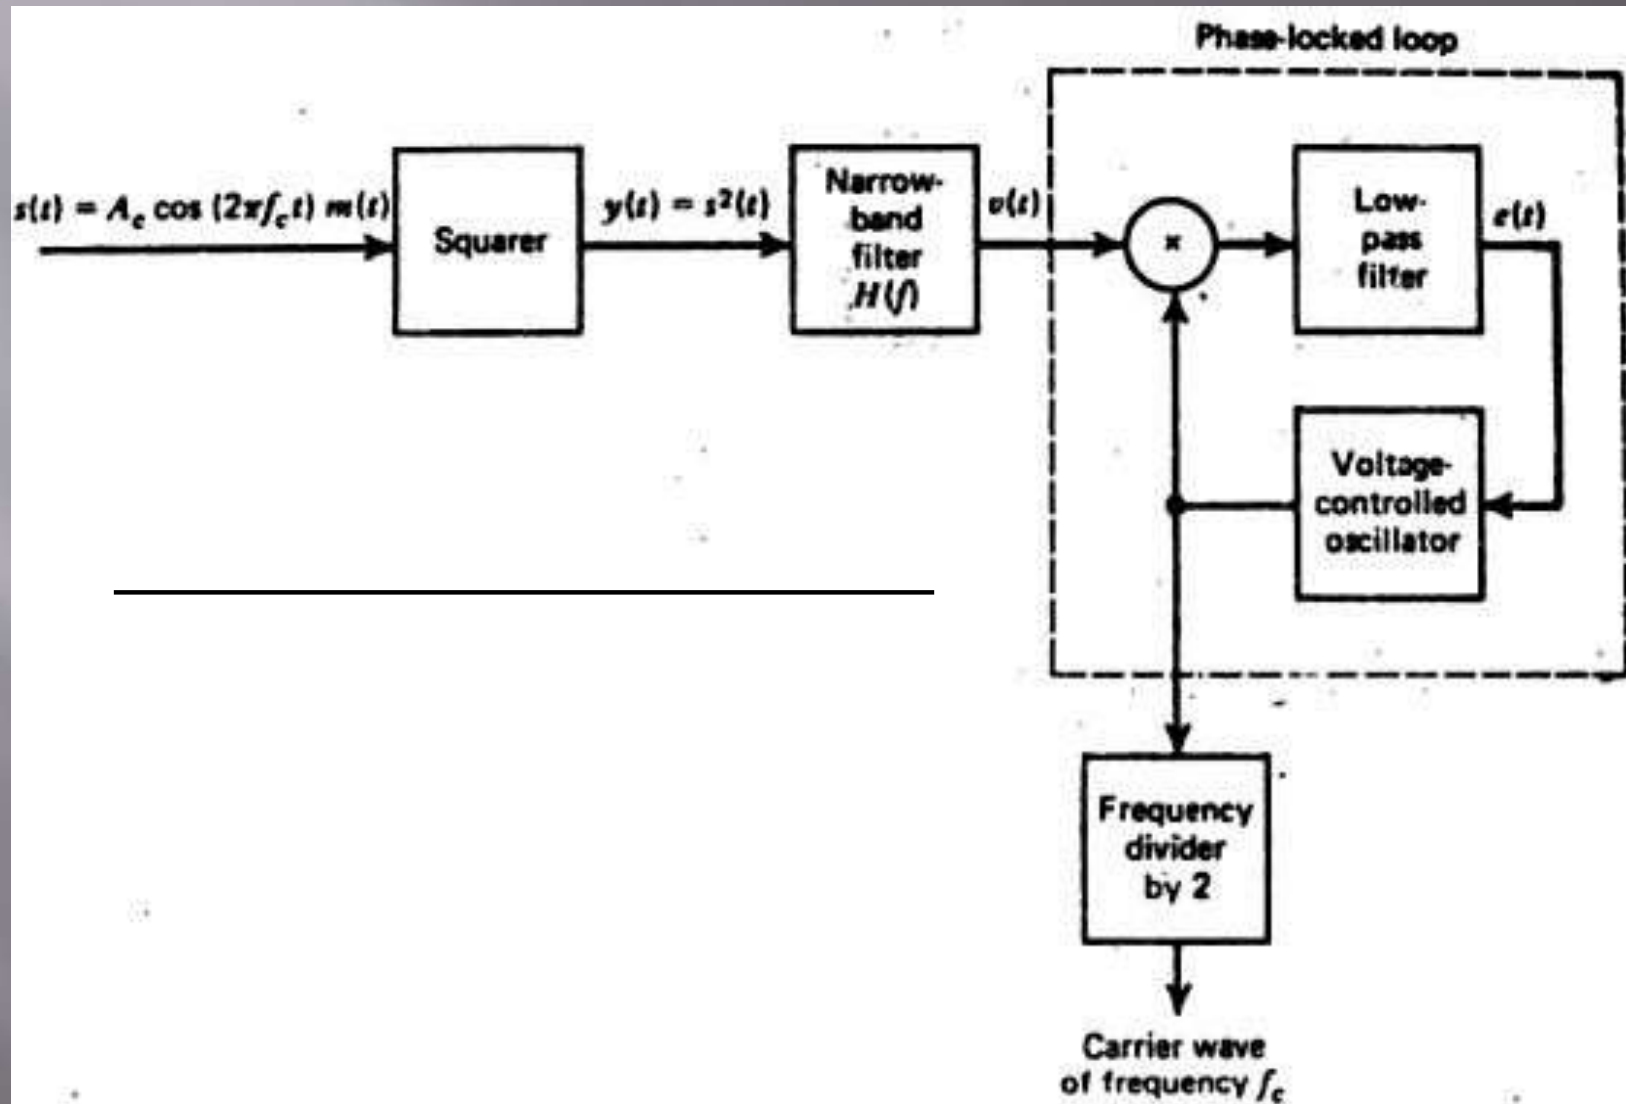 Phase-locked loop
s(t) = A_c cos (2πf_c t) m(t)
Squarer
y(t) = s²(t)
Narrow-
band
filter
H(f)
v(t)
×
Low-
pass
filter
e(t)
Voltage-
controlled
oscillator
Frequency
divider
by 2
Carrier wave
of frequency f_c